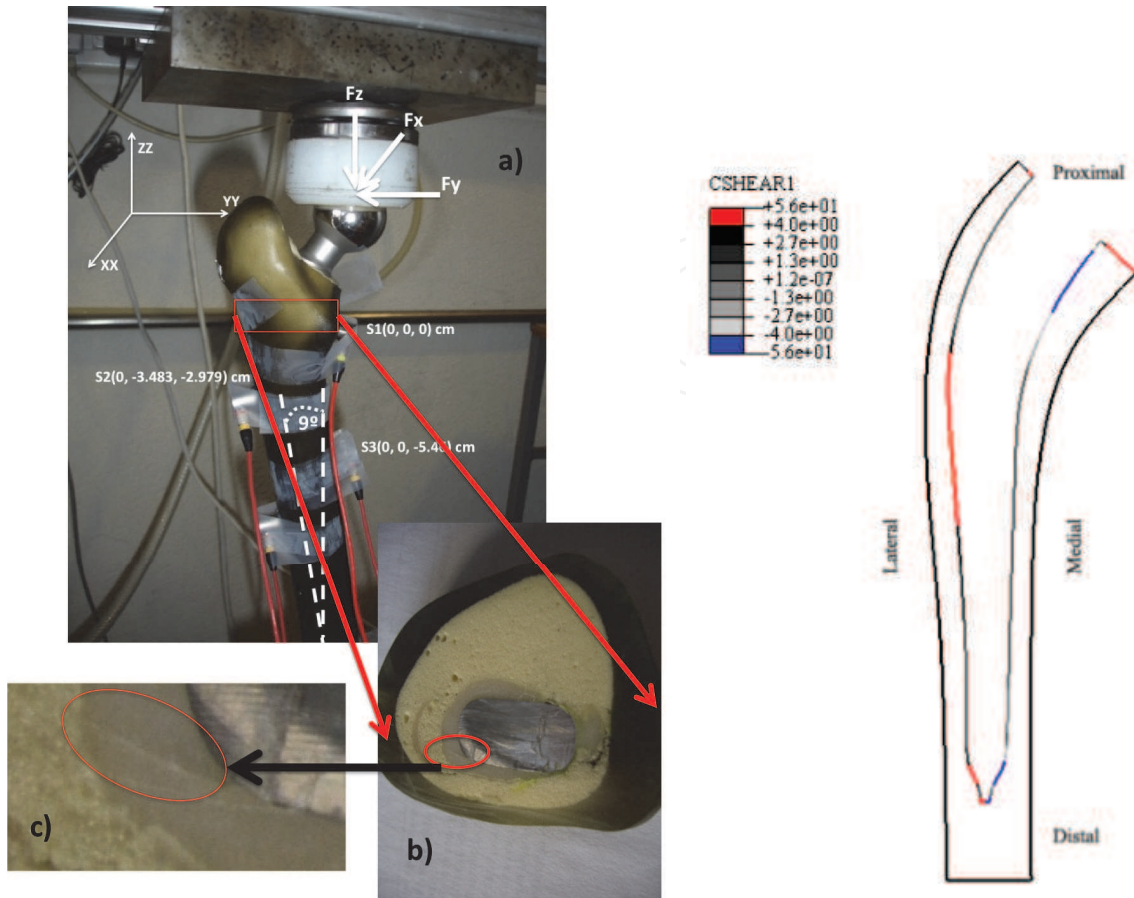 Fz
Fx
a)
Fy
ZZ
YY
XX
S1(0, 0, 0) cm
S2(0, -3.483, -2.979) cm
9º
S3(0, 0, -5.46) cm
c)
b)
CSHEAR1
+5.6e+01
+4.0e+00
+2.7e+00
+1.3e+00
+1.2e-07
-1.3e+00
-2.7e+00
-4.0e+00
5.6e+01
Proximal
Lateral
Medial
Distal